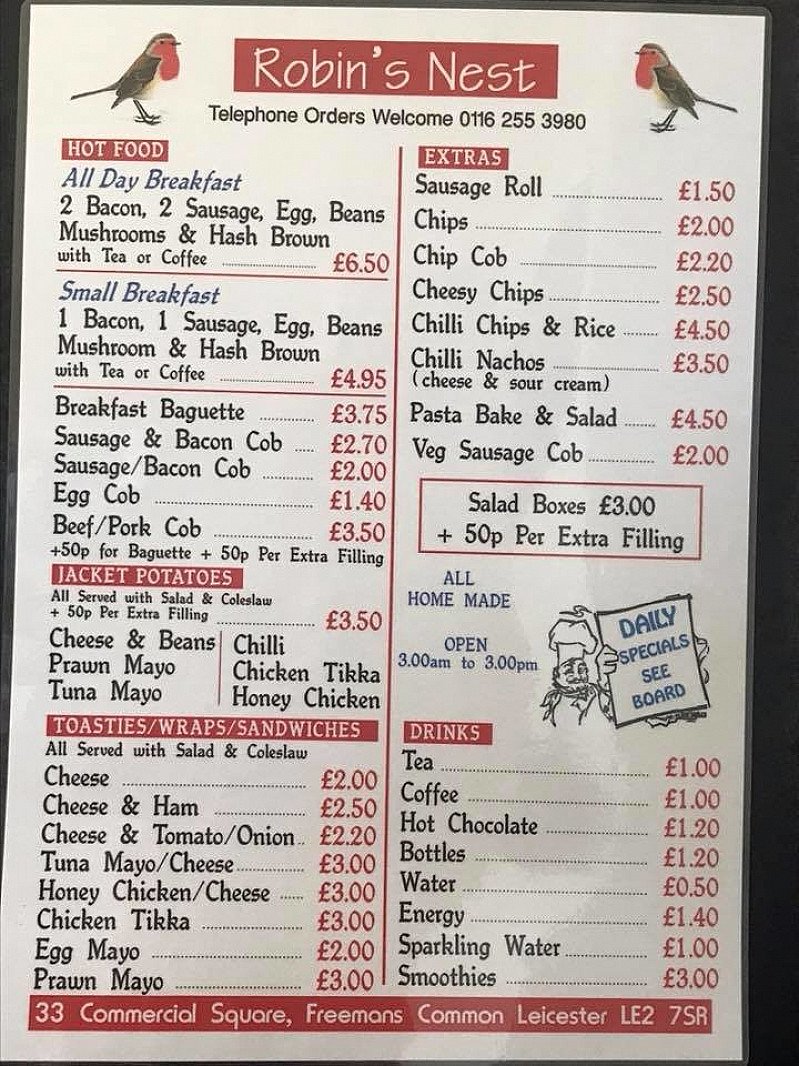 Robin's Nest
Telephone Orders Welcome 0116 255 3980
HOT FOOD
All Day Breakfast
2 Bacon, 2 Sausage, Egg, Beans
Mushrooms & Hash Brown
with Tea or Coffee £6.50
Small Breakfast
1 Bacon, 1 Sausage, Egg, Beans
Mushroom & Hash Brown
with Tea or Coffee £4.95
Breakfast Baguette £3.75
Sausage & Bacon Cob £2.70
Sausage/Bacon Cob £2.00
Egg Cob £1.40
Beef/Pork Cob £3.50
+50p for Baguette + 50p Per Extra Filling
JACKET POTATOES
All Served with Salad & Coleslaw
+ 50p Per Extra Filling £3.50
Cheese & Beans
Prawn Mayo
Tuna Mayo
Chilli
Chicken Tikka
Honey Chicken
TOASTIES/WRAPS/SANDWICHES
All Served with Salad & Coleslaw
Cheese £2.00
Cheese & Ham £2.50
Cheese & Tomato/Onion £2.20
Tuna Mayo/Cheese £3.00
Honey Chicken/Cheese £3.00
Chicken Tikka £3.00
Egg Mayo £2.00
Prawn Mayo £3.00
EXTRAS
Sausage Roll £1.50
Chips £2.00
Chip Cob £2.20
Cheesy Chips £2.50
Chilli Chips & Rice £4.50
Chilli Nachos £3.50
(cheese & sour cream)
Pasta Bake & Salad £4.50
Veg Sausage Cob £2.00
Salad Boxes £3.00
+ 50p Per Extra Filling
ALL
HOME MADE
OPEN
3.00am to 3.00pm
DAILY
SPECIALS
SEE
BOARD
DRINKS
Tea £1.00
Coffee £1.00
Hot Chocolate £1.20
Bottles £1.20
Water £0.50
Energy £1.40
Sparkling Water £1.00
Smoothies £3.00
33 Commercial Square, Freemans Common Leicester LE2 7SR